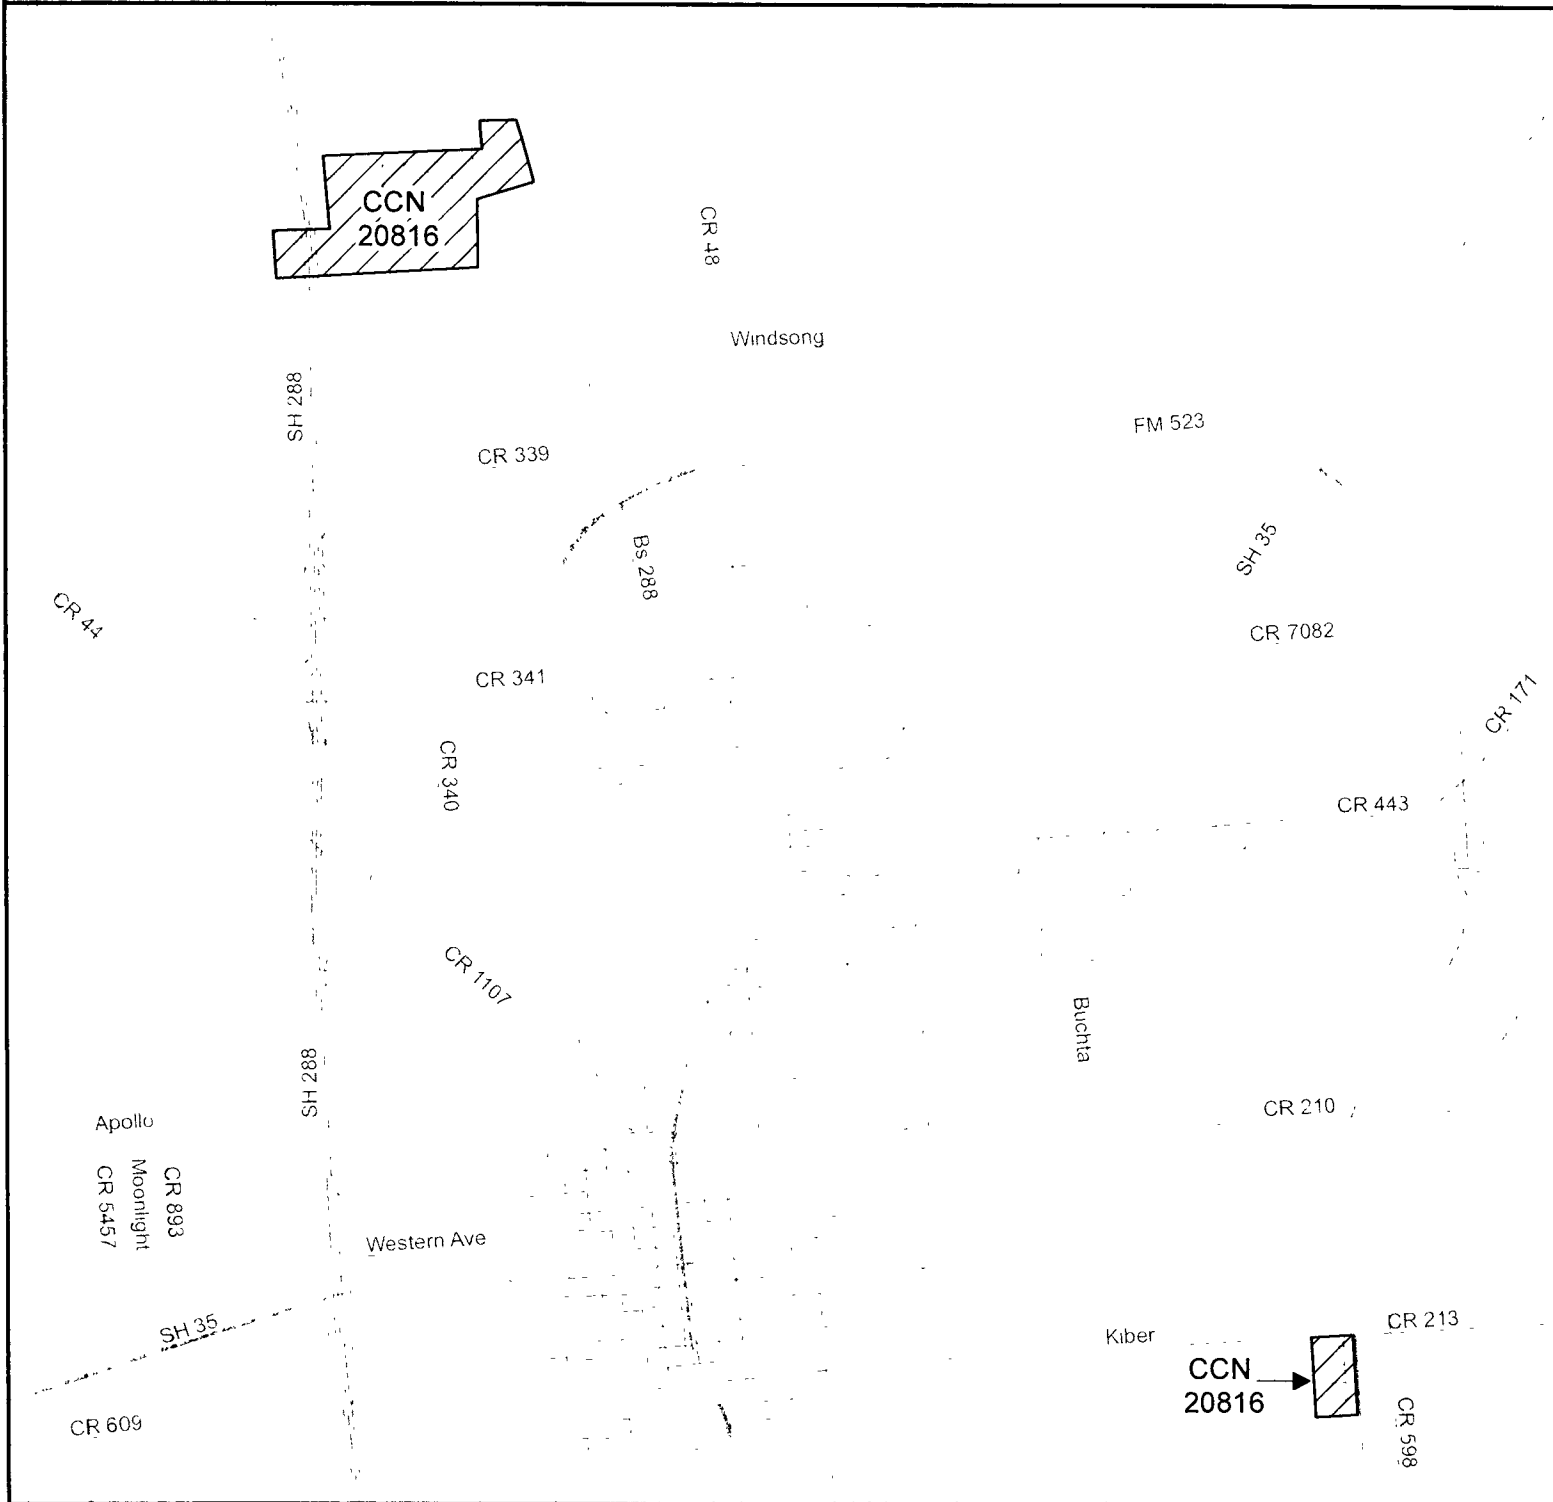 CCN
20816
CR 48
Windsong
SH 288
CR 339
FM 523
Bs 288
SH 35
CR 44
CR 7082
CR 341
CR 171
CR 340
CR 443
CR 1107
Buchta
SH 288
CR 210
Apollo
CR 893
Moonlight
CR 5457
Western Ave
SH 35
Kiber
CR 213
CCN
20816
CR 609
CR 598